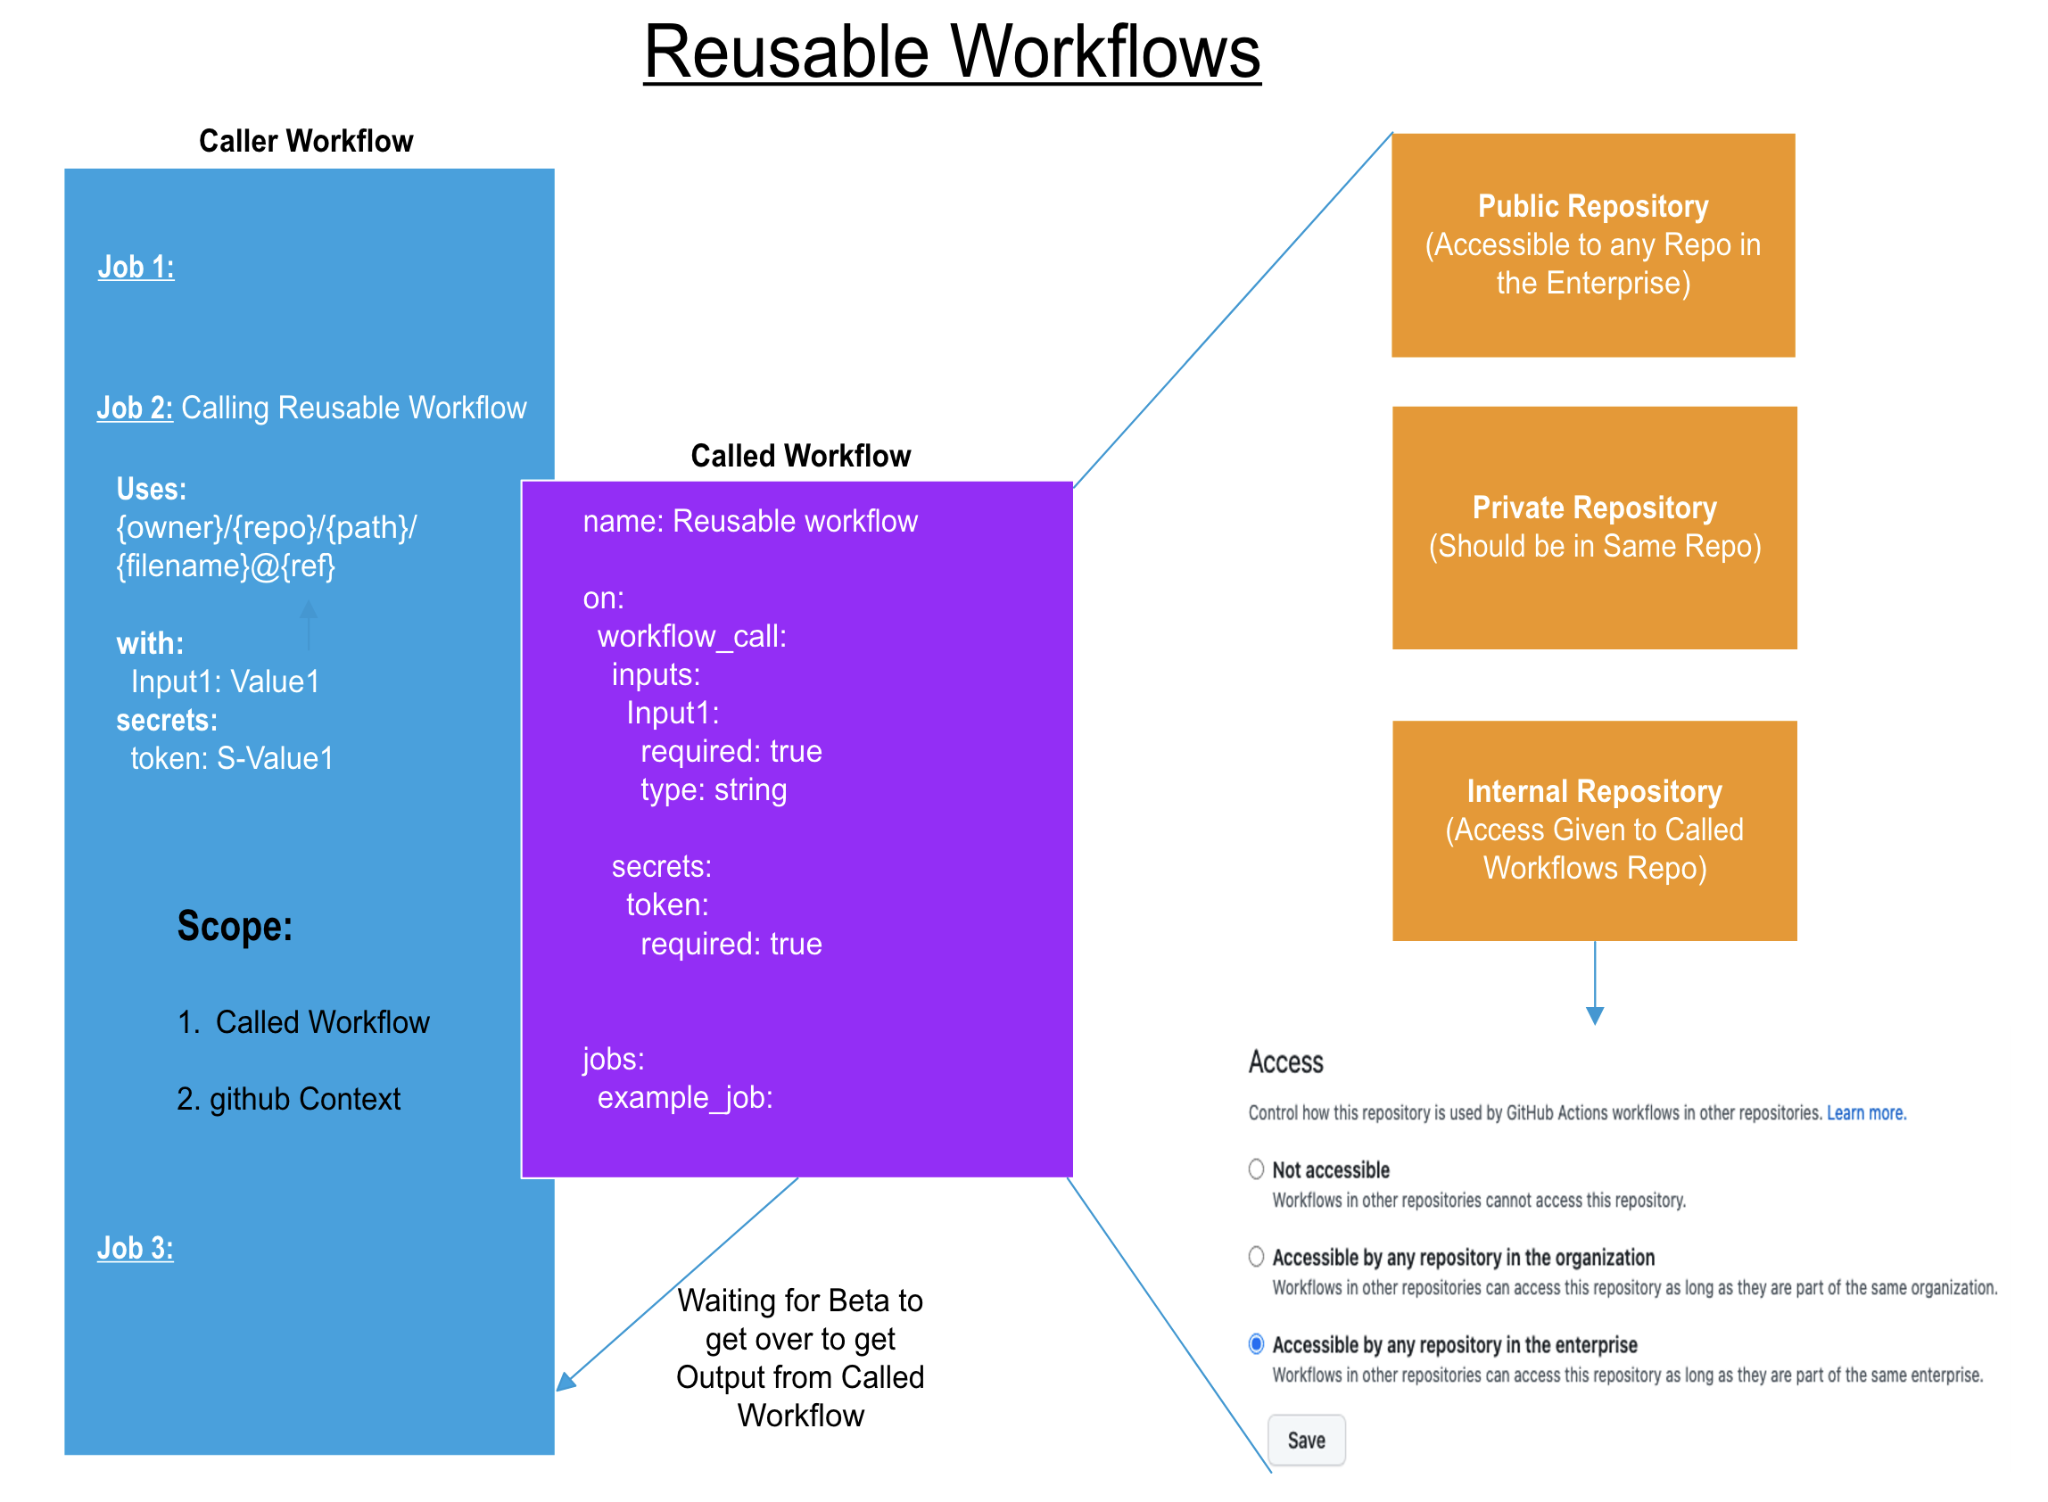 Reusable Workflows
Caller Workflow
Job 1:
Job 2: Calling Reusable Workflow
Uses:
{owner}/{repo}/{path}/
{filename}@{ref}
with:
Input1: Value1
secrets:
token: S-Value1
Scope:
1. Called Workflow
2. github Context
Job 3:
Called Workflow
name: Reusable workflow
on:
workflow_call:
inputs:
Input1:
required: true
type: string
secrets:
token:
required: true
jobs:
example_job:
Waiting for Beta to
get over to get
Output from Called
Workflow
Public Repository
(Accessible to any Repo in
the Enterprise)
Private Repository
(Should be in Same Repo)
Internal Repository
(Access Given to Called
Workflows Repo)
Access
Control how this repository is used by GitHub Actions workflows in other repositories. Learn more.
Not accessible
Workflows in other repositories cannot access this repository.
Accessible by any repository in the organization
Workflows in other repositories can access this repository as long as they are part of the same organization.
Accessible by any repository in the enterprise
Workflows in other repositories can access this repository as long as they are part of the same enterprise.
Save